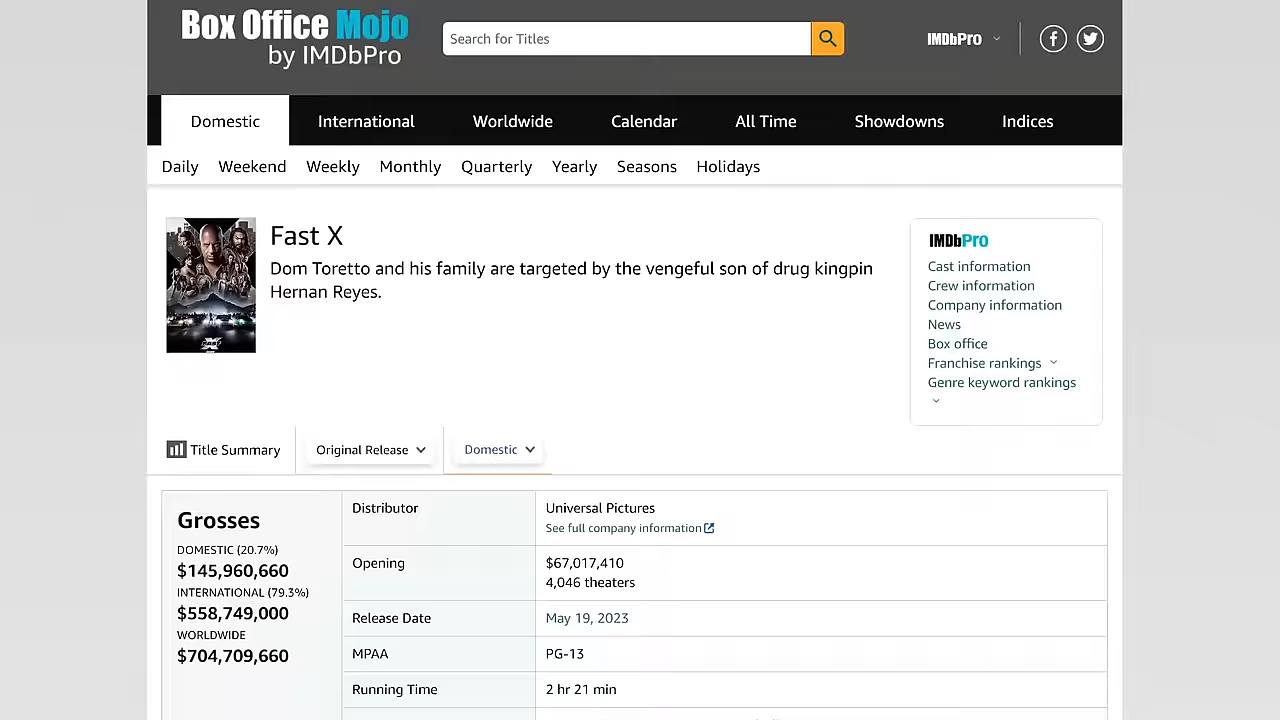 Box Office Mojo
by IMDbPro
Search for Titles
IMDbPro
Domestic International Worldwide Calendar All Time Showdowns Indices
Daily Weekend Weekly Monthly Quarterly Yearly Seasons Holidays
Fast X
Dom Toretto and his family are targeted by the vengeful son of drug kingpin
Hernan Reyes.
IMDbPro
Cast information
Crew information
Company information
News
Box office
Franchise rankings
Genre keyword rankings
Title Summary
Original Release
Domestic
Grosses
DOMESTIC (20.7%)
$145,960,660
INTERNATIONAL (79.3%)
$558,749,000
WORLDWIDE
$704,709,660
Distributor
Universal Pictures
See full company information
Opening
$67,017,410
4,046 theaters
Release Date
May 19, 2023
MPAA
PG-13
Running Time
2 hr 21 min